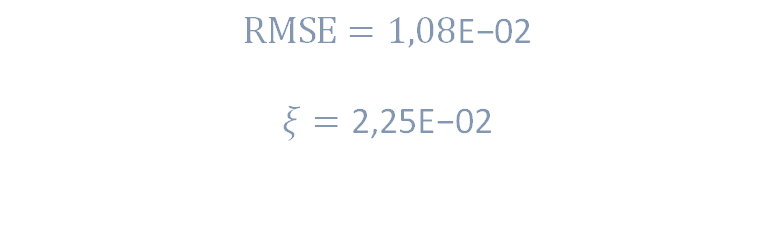 RMSE = 1,08E−02
ξ = 2,25E−02